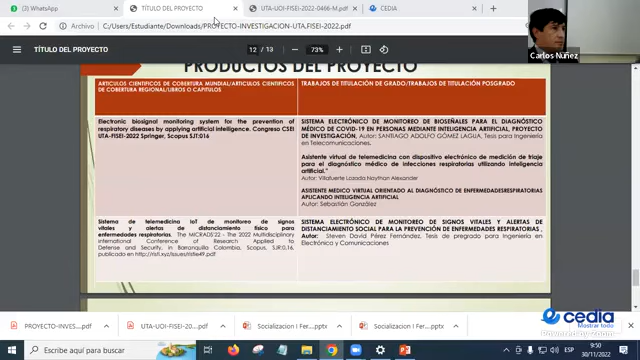 (3) WhatsApp
TÍTULO DEL PROYECTO
UTA-UOI-FISEI-2022-0466-M.pdf
CEDIA
Archivo
C:/Users/Estudiante/Downloads/PROYECTO-INVESTIGACION-UTA.FISEI-2022.pdf
TÍTULO DEL PROYECTO
12 / 13
73%
Carlos Núñez
PRODUCTOS DEL PROYECTO
ARTICULOS CIENTIFICOS DE COBERTURA MUNDIAL/ARTICULOS CIENTIFICOS DE COBERTURA REGIONAL/LIBROS O CAPITULOS
TRABAJOS DE TITULACIÓN DE GRADO/TRABAJOS DE TITULACIÓN POSGRADO
Electronic biosignal monitoring system for the prevention of
respiratory diseases by applying artificial intelligence. Congreso CSEI
UTA-FISEI-2022 Springer, Scopus SJT:016
SISTEMA ELECTRÓNICO DE MONITOREO DE BIOSEÑALES PARA EL DIAGNÓSTICO
MÉDICO DE COVID-19 EN PERSONAS MEDIANTE INTELIGENCIA ARTIFICIAL, PROYECTO
DE INVESTIGACIÓN; Autor: SANTIAGO ADOLFO GÓMEZ LAGUA, Tesis para Ingeniería
en Telecomunicaciones.
Asistente virtual de telemedicina con dispositivo electrónico de medición de triaje
para el diagnóstico médico de infecciones respiratorias utilizando inteligencia
artificial."
Autor: Villafuerte Losada Naythan Alexander
ASISTENTE MEDICO VIRTUAL ORIENTADO AL DIAGNOSTICO DE ENFERMEDADESRESPIRATORIAS
APLICANDO INTELIGENCIA ARTIFICIAL
Autor: Sebastián González
Sistema de telemedicina IoT de monitoreo de signos
vitales y alertas de distanciamiento físico para
enfermedades respiratorias. The MICRADS'22 - The 2022 Multidisciplinary
International Conference of Research Applied to
Defense and Security, in Barranquilla Colombia, Scopus, SJR:0,16,
SISTEMA ELECTRÓNICO DE MONITOREO DE SIGNOS VITALES Y ALERTAS DE
DISTANCIAMIENTO SOCIAL PARA LA PREVENCIÓN DE ENFERMEDADES RESPIRATORIAS ,
Autor: Steven David Pérez Fernández, Tesis de pregrado para Ingeniería en
Electrónica y Comunicaciones
cedia
PROYECTO-INVES....pdf
UTA-UOI-FISEI-20....pdf
Socializacion I Fer....pptx
Socializacion I Fer....pptx
Socializacion I Fer....pptx
Mostrar todo
Escribe aquí para buscar
ESP
9:50
30/11/2022